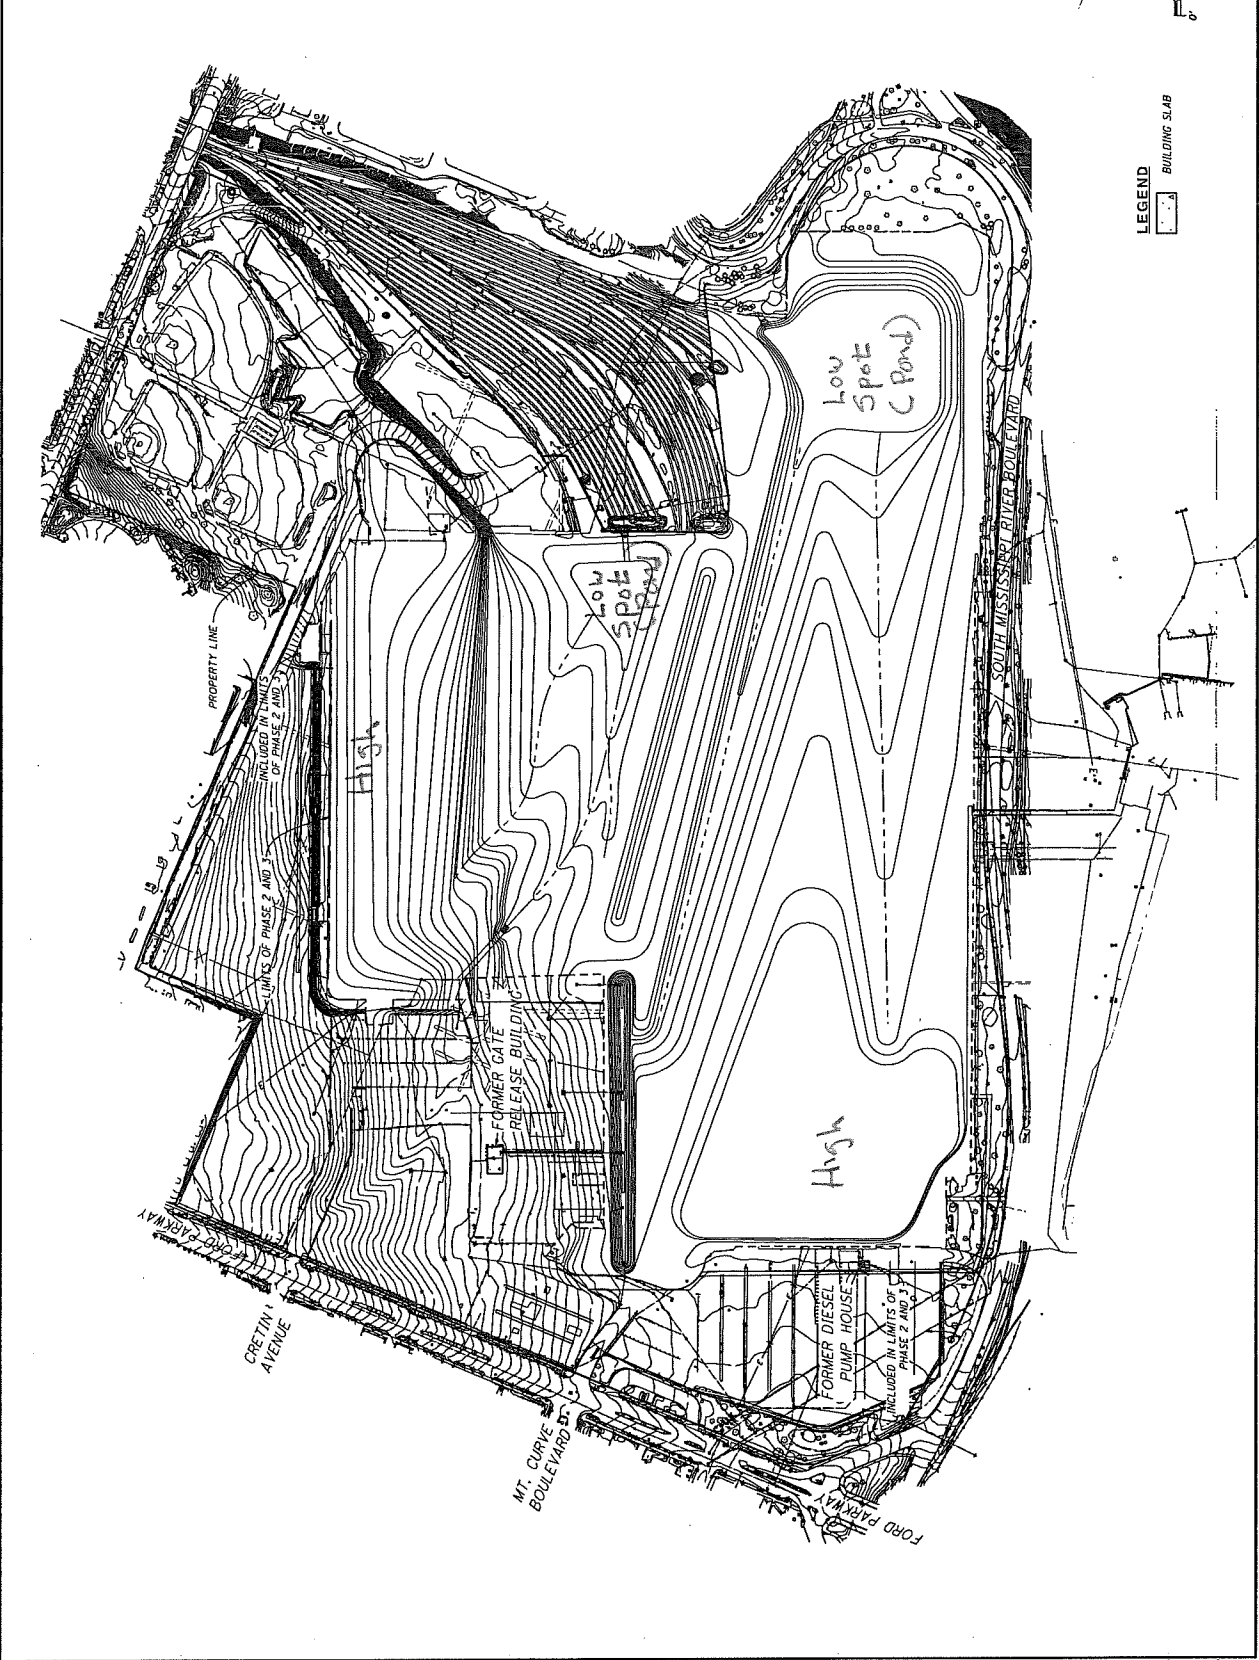 LEGEND
BUILDING SLAB
PROPERTY LINE
INCLUDED IN LIMITS
OF PHASE 2 AND 3
LIMITS OF PHASE 2 AND 3
High
Low
Spot
(Pond)
Low
Spot
(Pond)
SOUTH MISSISSIPPI RIVER BOULEVARD
FORMER GATE
RELEASE BUILDING
High
FORD PARKWAY
FORD PARKWAY
CRETIN
AVENUE
MT. CURVE
BOULEVARD
FORMER DIESEL
PUMP HOUSE
INCLUDED IN LIMITS OF
PHASE 2 AND 3
FORD PARKWAY